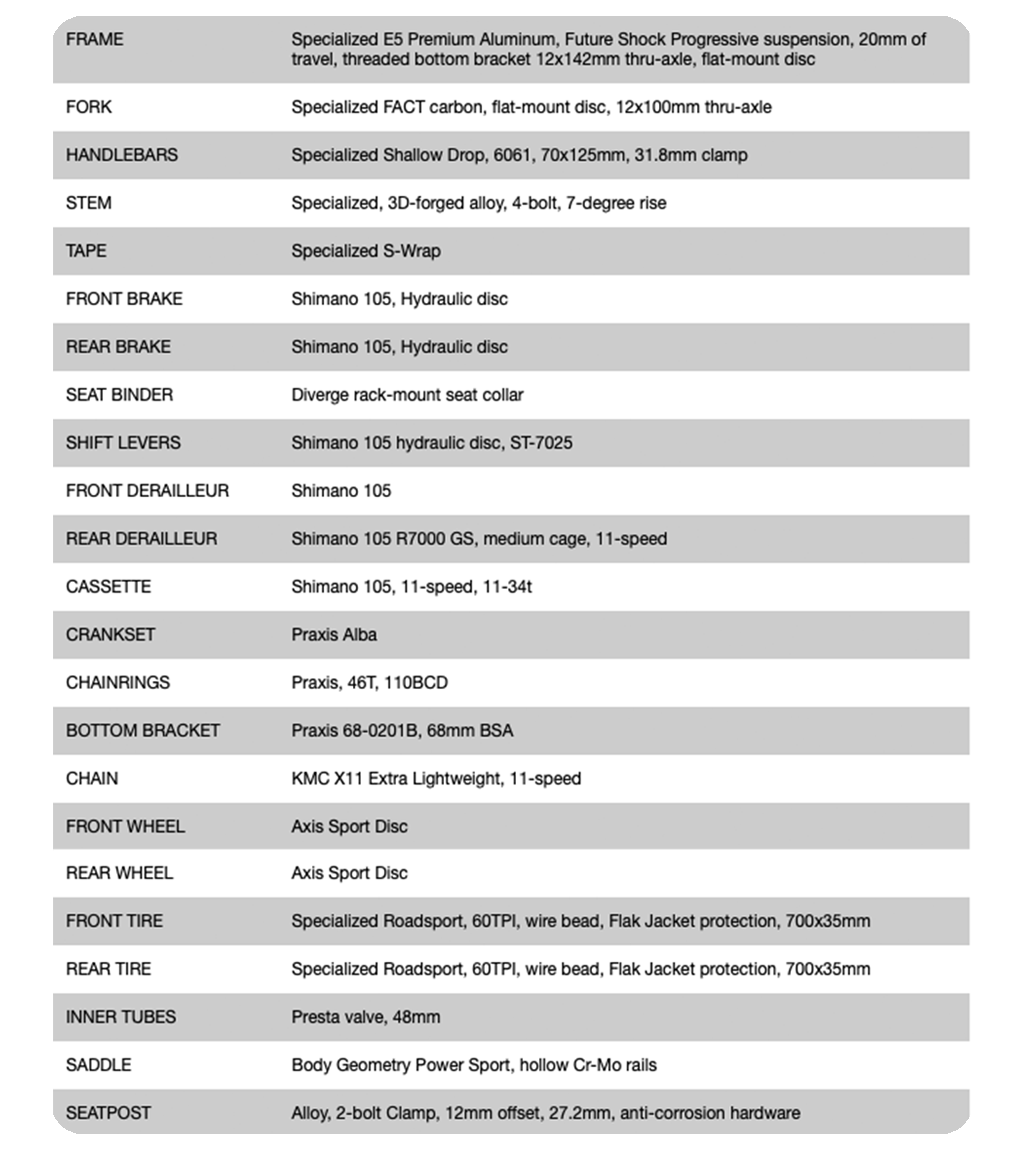 FRAME Specialized E5 Premium Aluminum, Future Shock Progressive suspension, 20mm of
travel, threaded bottom bracket 12x142mm thru-axle, flat-mount disc
FORK Specialized FACT carbon, flat-mount disc, 12x100mm thru-axle
HANDLEBARS Specialized Shallow Drop, 6061, 70x125mm, 31.8mm clamp
STEM Specialized, 3D-forged alloy, 4-bolt, 7-degree rise
TAPE Specialized S-Wrap
FRONT BRAKE Shimano 105, Hydraulic disc
REAR BRAKE Shimano 105, Hydraulic disc
SEAT BINDER Diverge rack-mount seat collar
SHIFT LEVERS Shimano 105 hydraulic disc, ST-7025
FRONT DERAILLEUR Shimano 105
REAR DERAILLEUR Shimano 105 R7000 GS, medium cage, 11-speed
CASSETTE Shimano 105, 11-speed, 11-34t
CRANKSET Praxis Alba
CHAINRINGS Praxis, 46T, 110BCD
BOTTOM BRACKET Praxis 68-0201B, 68mm BSA
CHAIN KMC X11 Extra Lightweight, 11-speed
FRONT WHEEL Axis Sport Disc
REAR WHEEL Axis Sport Disc
FRONT TIRE Specialized Roadsport, 60TPI, wire bead, Flak Jacket protection, 700x35mm
REAR TIRE Specialized Roadsport, 60TPI, wire bead, Flak Jacket protection, 700x35mm
INNER TUBES Presta valve, 48mm
SADDLE Body Geometry Power Sport, hollow Cr-Mo rails
SEATPOST Alloy, 2-bolt Clamp, 12mm offset, 27.2mm, anti-corrosion hardware